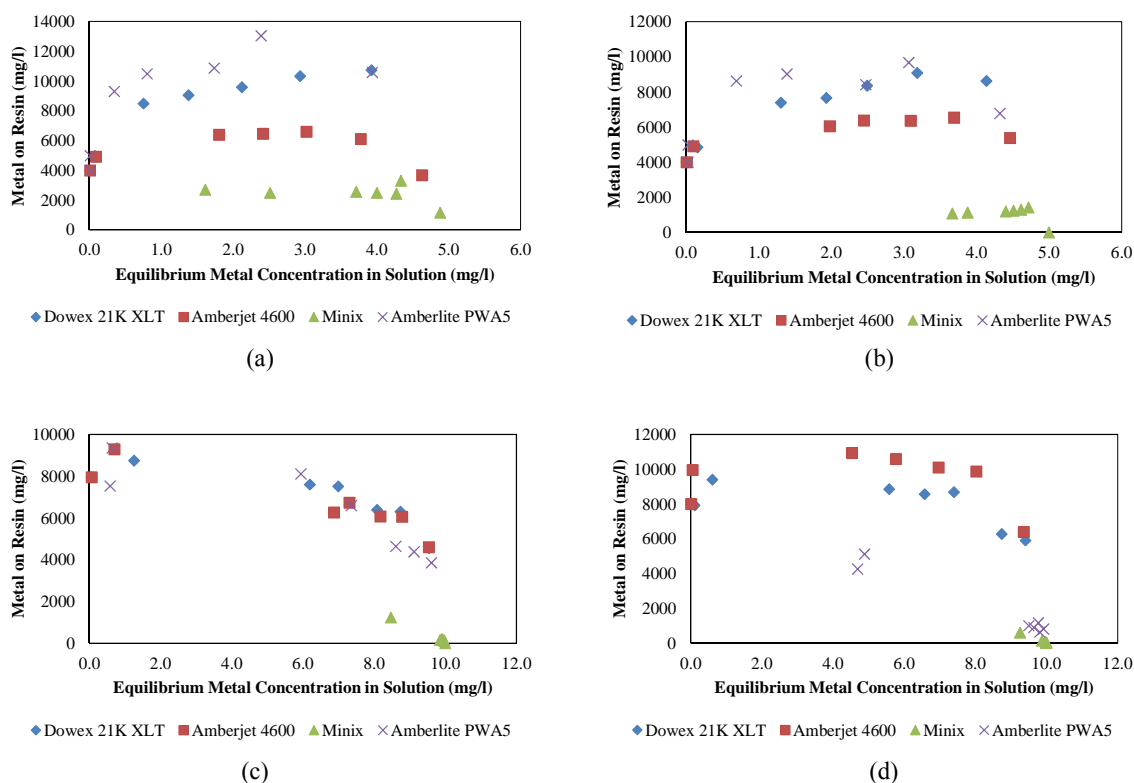 (a)
14000
12000
10000
8000
6000
4000
2000
0
Metal on Resin (mg/l)
0.0 1.0 2.0 3.0 4.0 5.0 6.0
Equilibrium Metal Concentration in Solution (mg/l)
Dowex 21K XLT Amberjet 4600 Minix Amberlite PWA5
(a)
(b)
12000
10000
8000
6000
4000
2000
0
Metal on Resin (mg/l)
0.0 1.0 2.0 3.0 4.0 5.0 6.0
Equilibrium Metal Concentration in Solution (mg/l)
Dowex 21K XLT Amberjet 4600 Minix Amberlite PWA5
(b)
(c)
10000
8000
6000
4000
2000
0
Metal on Resin (mg/l)
0.0 2.0 4.0 6.0 8.0 10.0 12.0
Equilibrium Metal Concentration in Solution (mg/l)
Dowex 21K XLT Amberjet 4600 Minix Amberlite PWA5
(c)
(d)
12000
10000
8000
6000
4000
2000
0
Metal on Resin (mg/l)
0.0 2.0 4.0 6.0 8.0 10.0 12.0
Equilibrium Metal Concentration in Solution (mg/l)
Dowex 21K XLT Amberjet 4600 Minix Amberlite PWA5
(d)